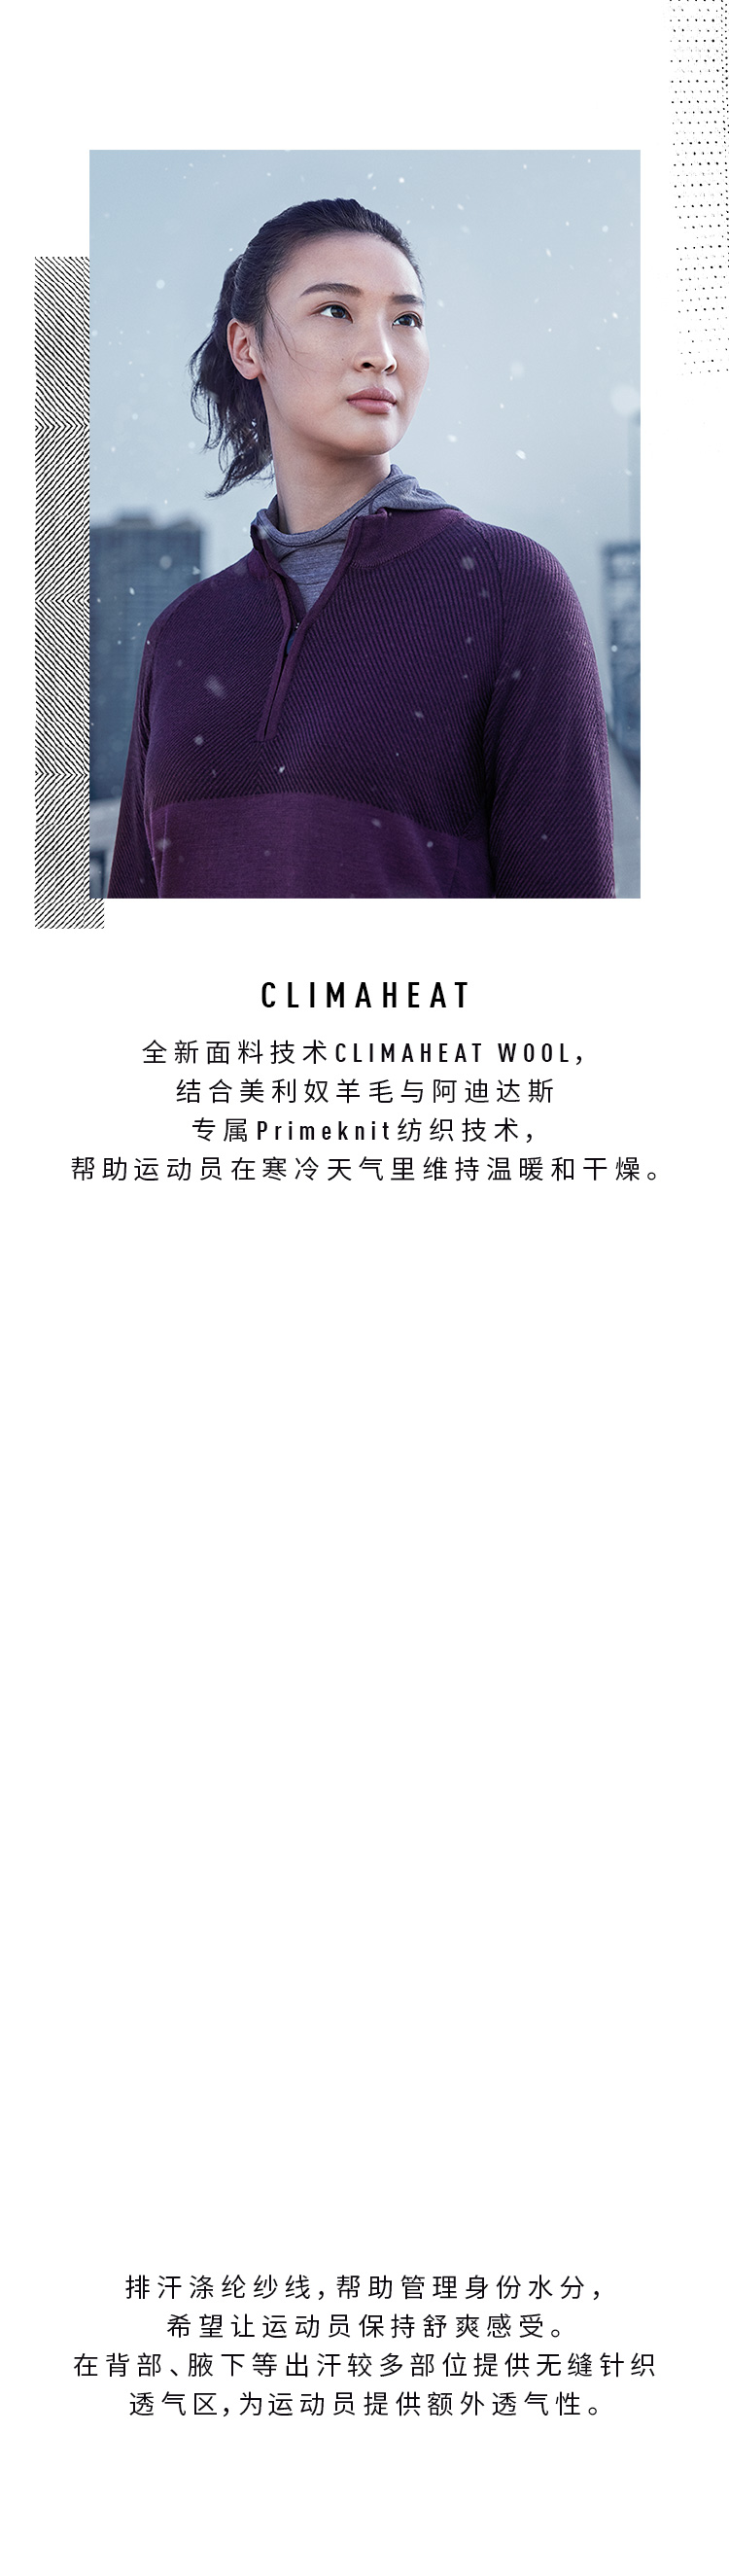 CLIMAHEAT
全新面料技术CLIMAHEAT WOOL，
结合美利奴羊毛与阿迪达斯
专属Primeknit纺织技术，
帮助运动员在寒冷天气里维持温暖和干燥。
排汗涤纶纱线，帮助管理身份水分，
希望让运动员保持舒爽感受。
在背部、腋下等出汗较多部位提供无缝针织
透气区，为运动员提供额外透气性。